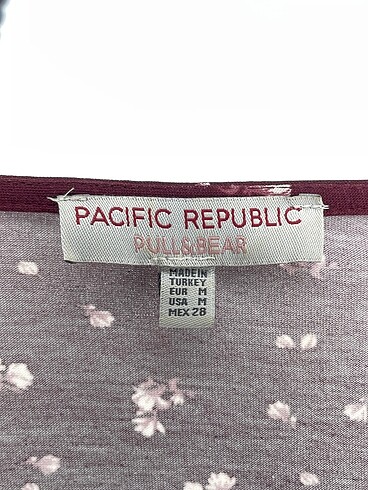 PACIFIC REPUBLIC
PULL&BEAR
MADE IN
TURKEY
EUR M
USA M
MEX 28